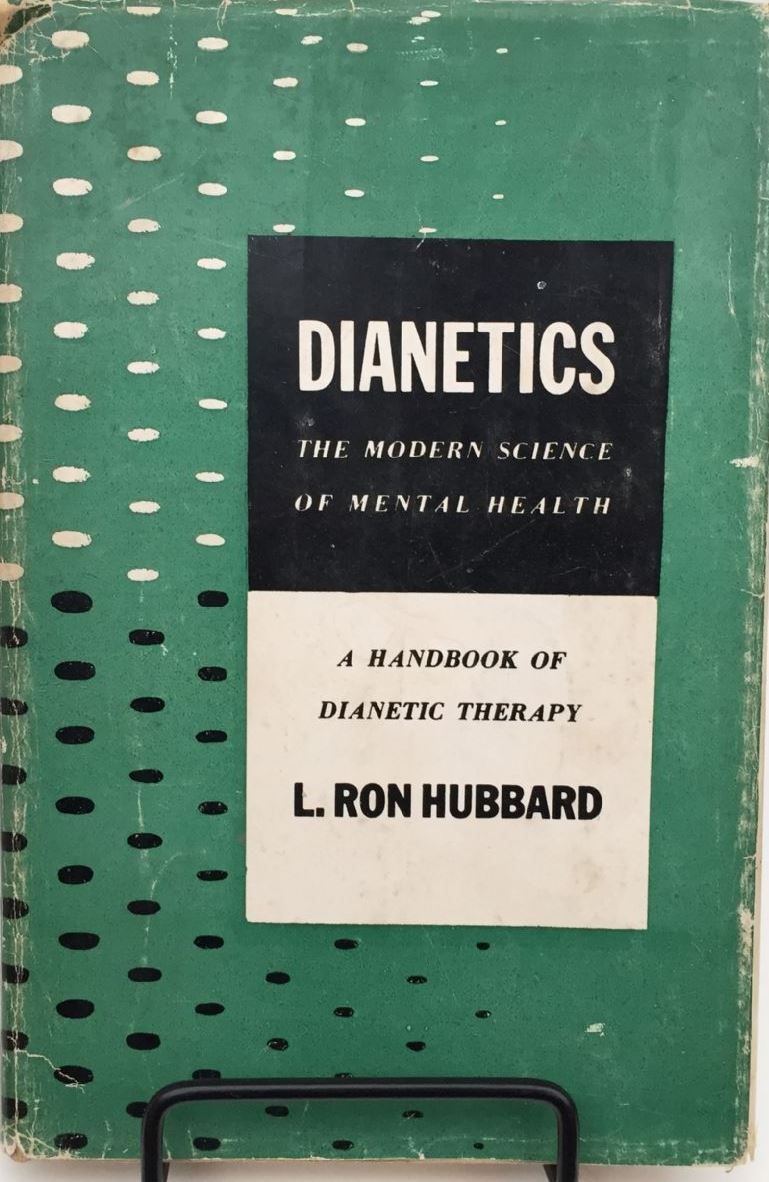 DIANETICS
THE MODERN SCIENCE
OF MENTAL HEALTH
A HANDBOOK OF
DIANETIC THERAPY
L. RON HUBBARD